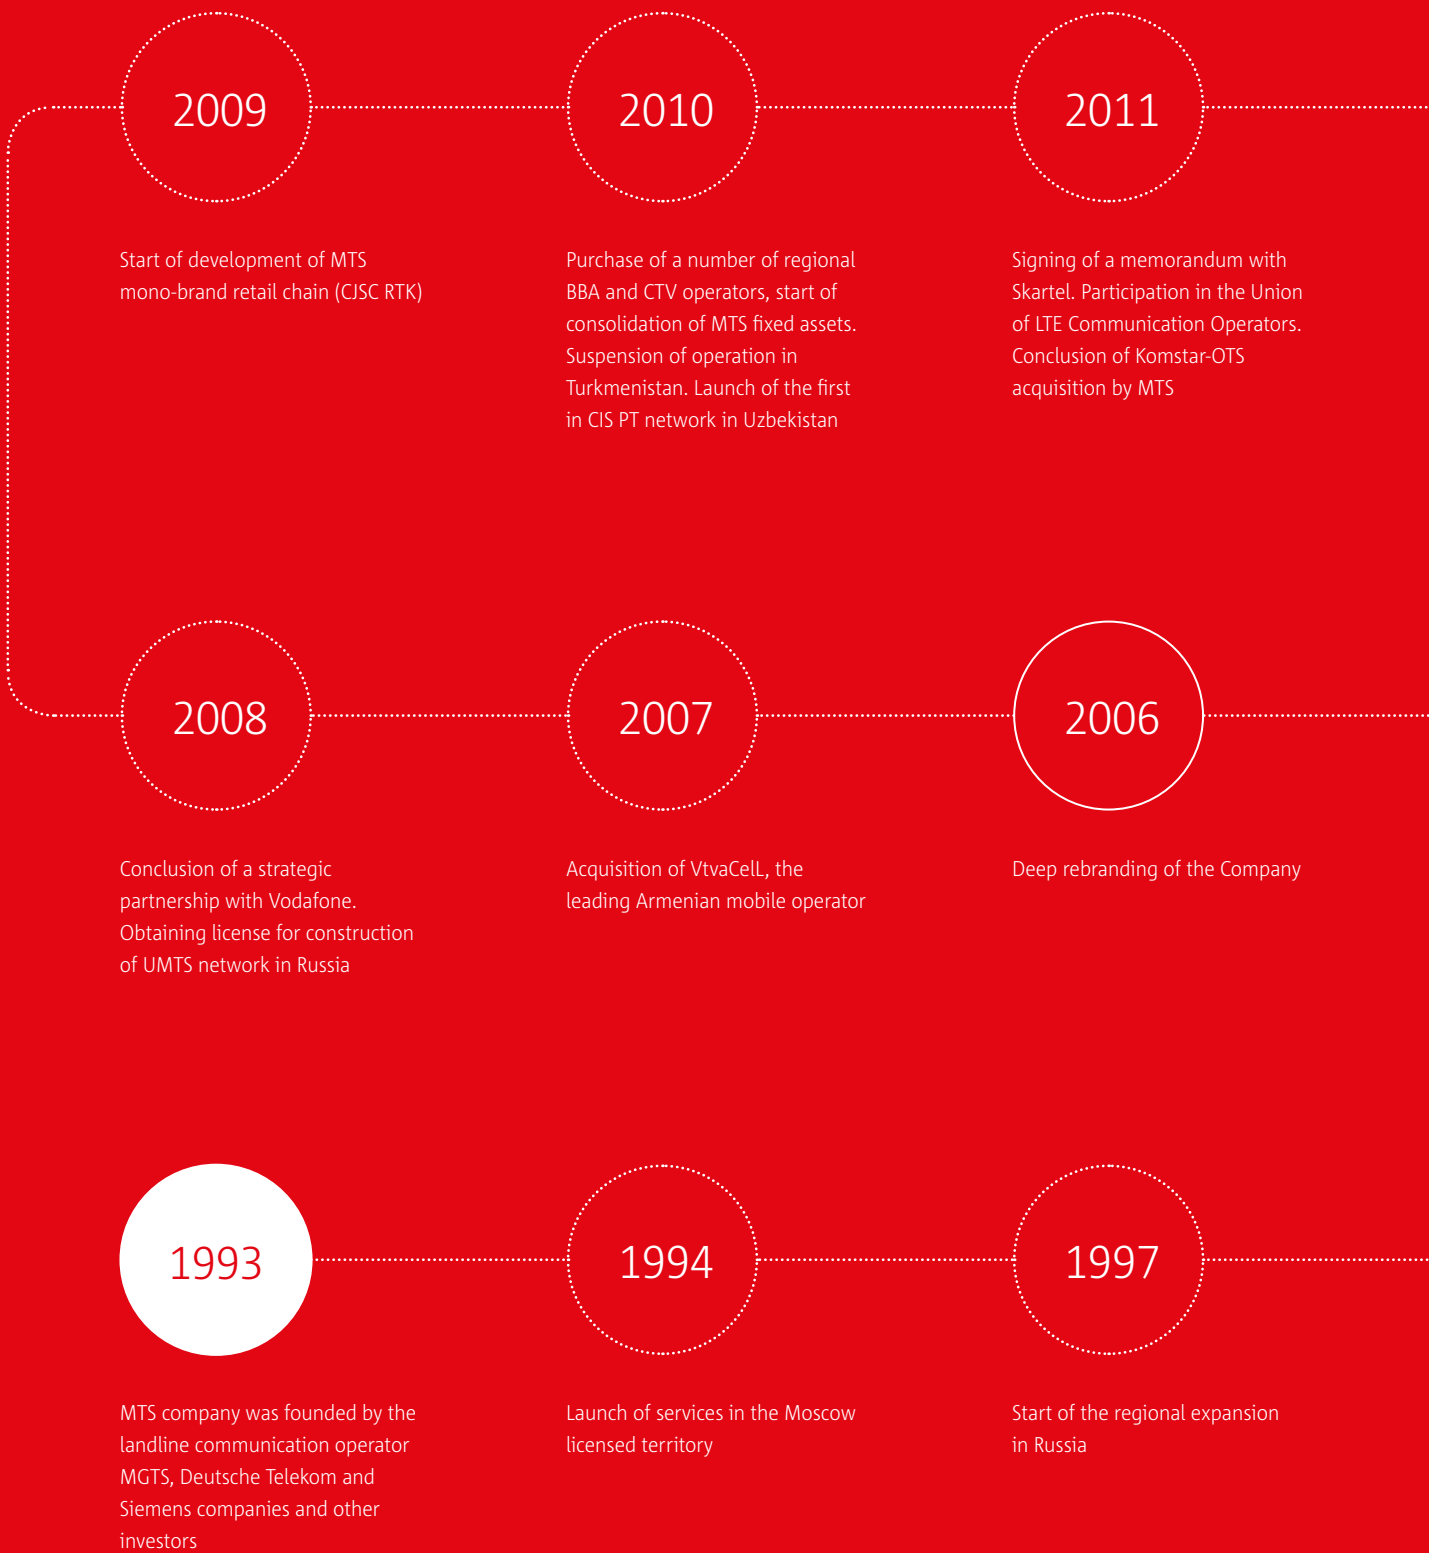 2009
Start of development of MTS
mono-brand retail chain (CJSC RTK)
2010
Purchase of a number of regional
BBA and CTV operators, start of
consolidation of MTS fixed assets.
Suspension of operation in
Turkmenistan. Launch of the first
in CIS PT network in Uzbekistan
2011
Signing of a memorandum with
Skartel. Participation in the Union
of LTE Communication Operators.
Conclusion of Komstar-OTS
acquisition by MTS
2008
Conclusion of a strategic
partnership with Vodafone.
Obtaining license for construction
of UMTS network in Russia
2007
Acquisition of VtvaCelL, the
leading Armenian mobile operator
2006
Deep rebranding of the Company
1993
MTS company was founded by the
landline communication operator
MGTS, Deutsche Telekom and
Siemens companies and other
investors
1994
Launch of services in the Moscow
licensed territory
1997
Start of the regional expansion
in Russia